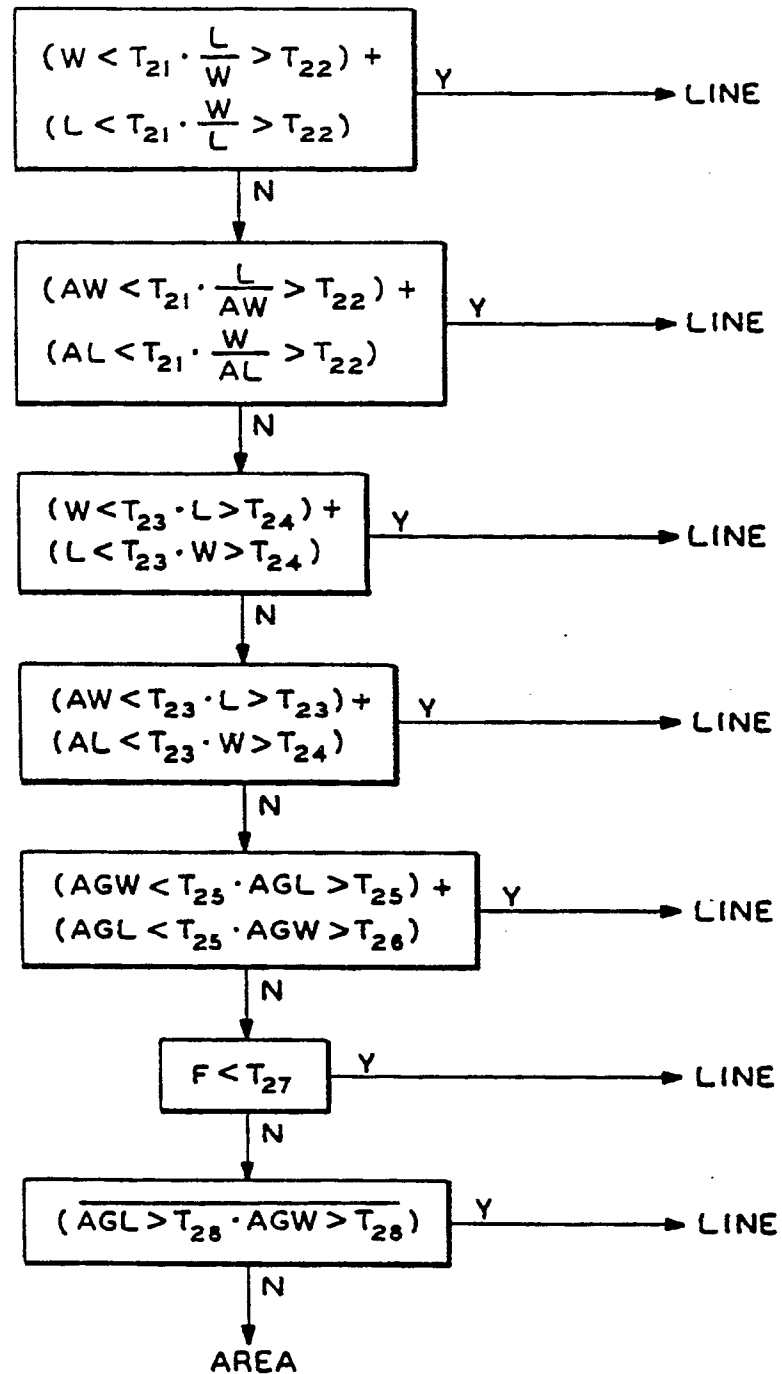 (W < T21 · L/W > T22) +
(L < T21 · W/L > T22)
Y
LINE
N
(AW < T21 · L/AW > T22) +
(AL < T21 · W/AL > T22)
Y
LINE
N
(W < T23 · L > T24) +
(L < T23 · W > T24)
Y
LINE
N
(AW < T23 · L > T23) +
(AL < T23 · W > T24)
Y
LINE
N
(AGW < T25 · AGL > T25) +
(AGL < T25 · AGW > T26)
Y
LINE
N
F < T27
Y
LINE
N
(AGL > T28 · AGW > T28)
Y
LINE
N
AREA